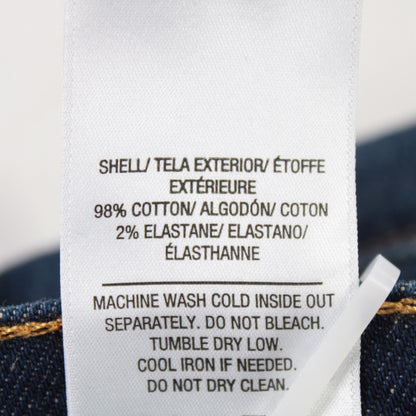 SHELL/ TELA EXTERIOR/ ÉTOFFE
EXTÉRIEURE
98% COTTON/ ALGODÓN/ COTON
2% ELASTANE/ ELASTANO/
ÉLASTHANNE
MACHINE WASH COLD INSIDE OUT
SEPARATELY. DO NOT BLEACH.
TUMBLE DRY LOW.
COOL IRON IF NEEDED.
DO NOT DRY CLEAN.